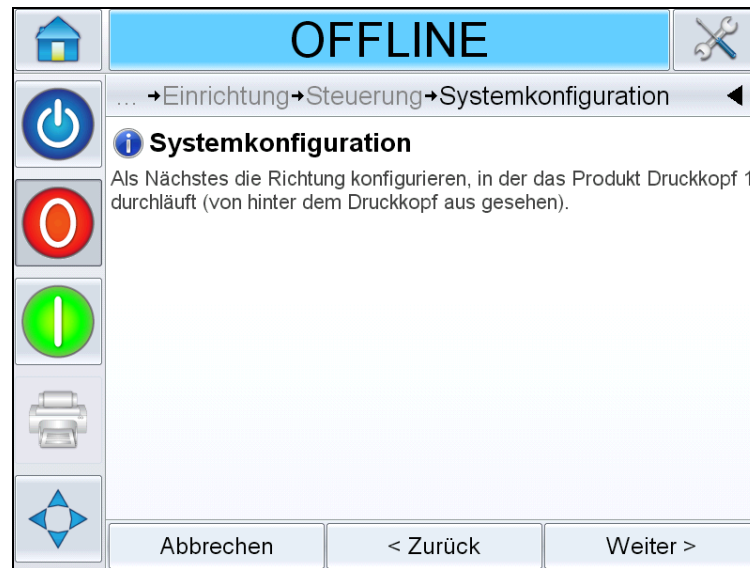 OFFLINE
... →Einrichtung→Steuerung→Systemkonfiguration
Systemkonfiguration
Als Nächstes die Richtung konfigurieren, in der das Produkt Druckkopf 1
durchläuft (von hinter dem Druckkopf aus gesehen).
Abbrechen
< Zurück
Weiter >